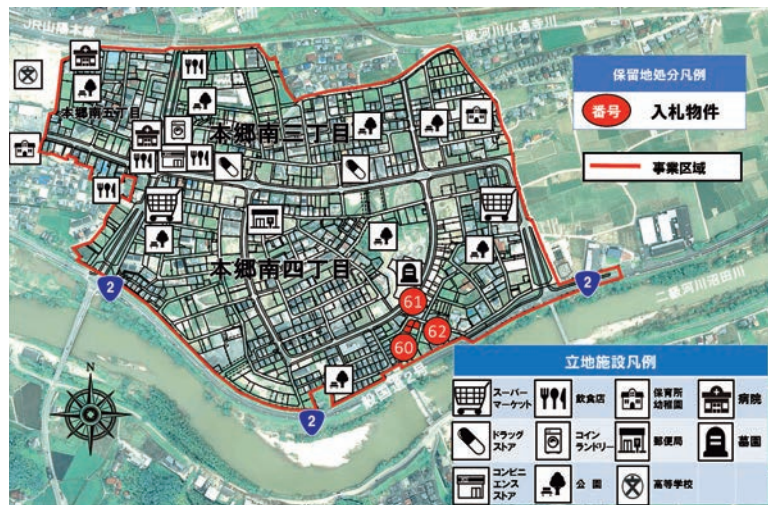 JR山陽本線
二級河川仏通寺川
保留地処分凡例
番号 入札物件
事業区域
本郷南五丁目
本郷南三丁目
本郷南四丁目
2
2
2
61
62
60
二級河川沼田川
般国道2号
立地施設凡例
スーパー
マーケット
飲食店
保育所
幼稚園
病院
ドラッグ
ストア
コイン
ランドリー
郵便局
墓園
コンビニ
エンス
ストア
公園
高等学校